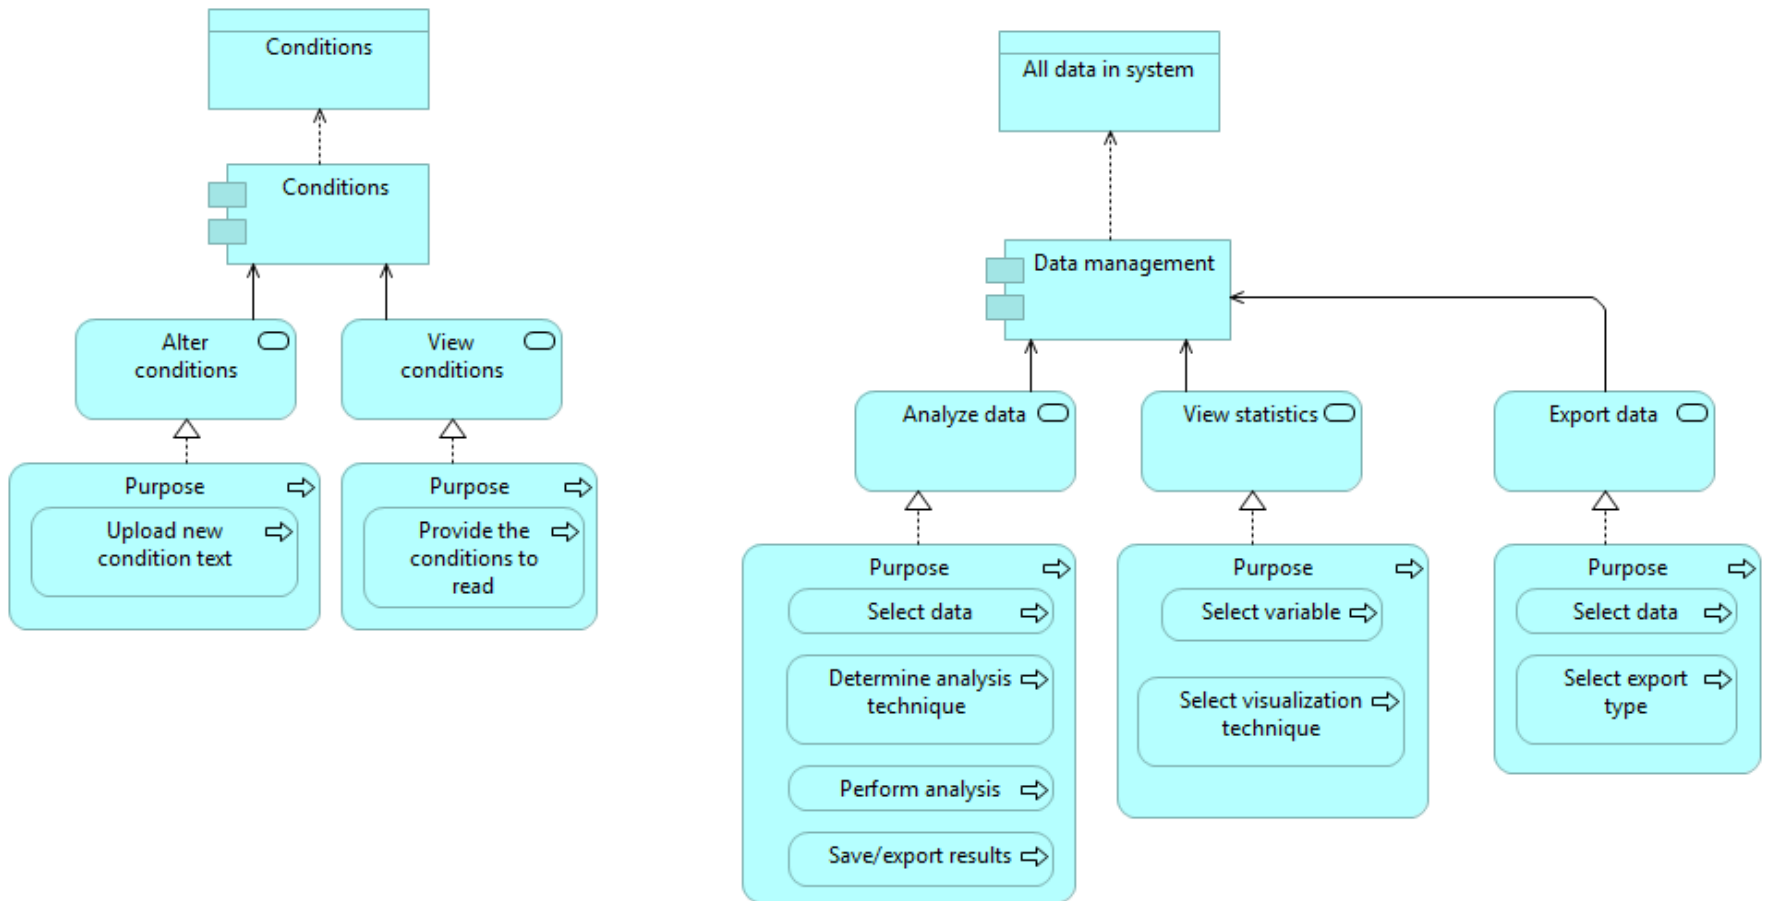 Conditions
Conditions
Alter
conditions
View
conditions
Purpose
Upload new
condition text
Purpose
Provide the
conditions to
read
All data in system
Data management
Analyze data
View statistics
Export data
Purpose
Select data
Determine analysis
technique
Perform analysis
Save/export results
Purpose
Select variable
Select visualization
technique
Purpose
Select data
Select export
type